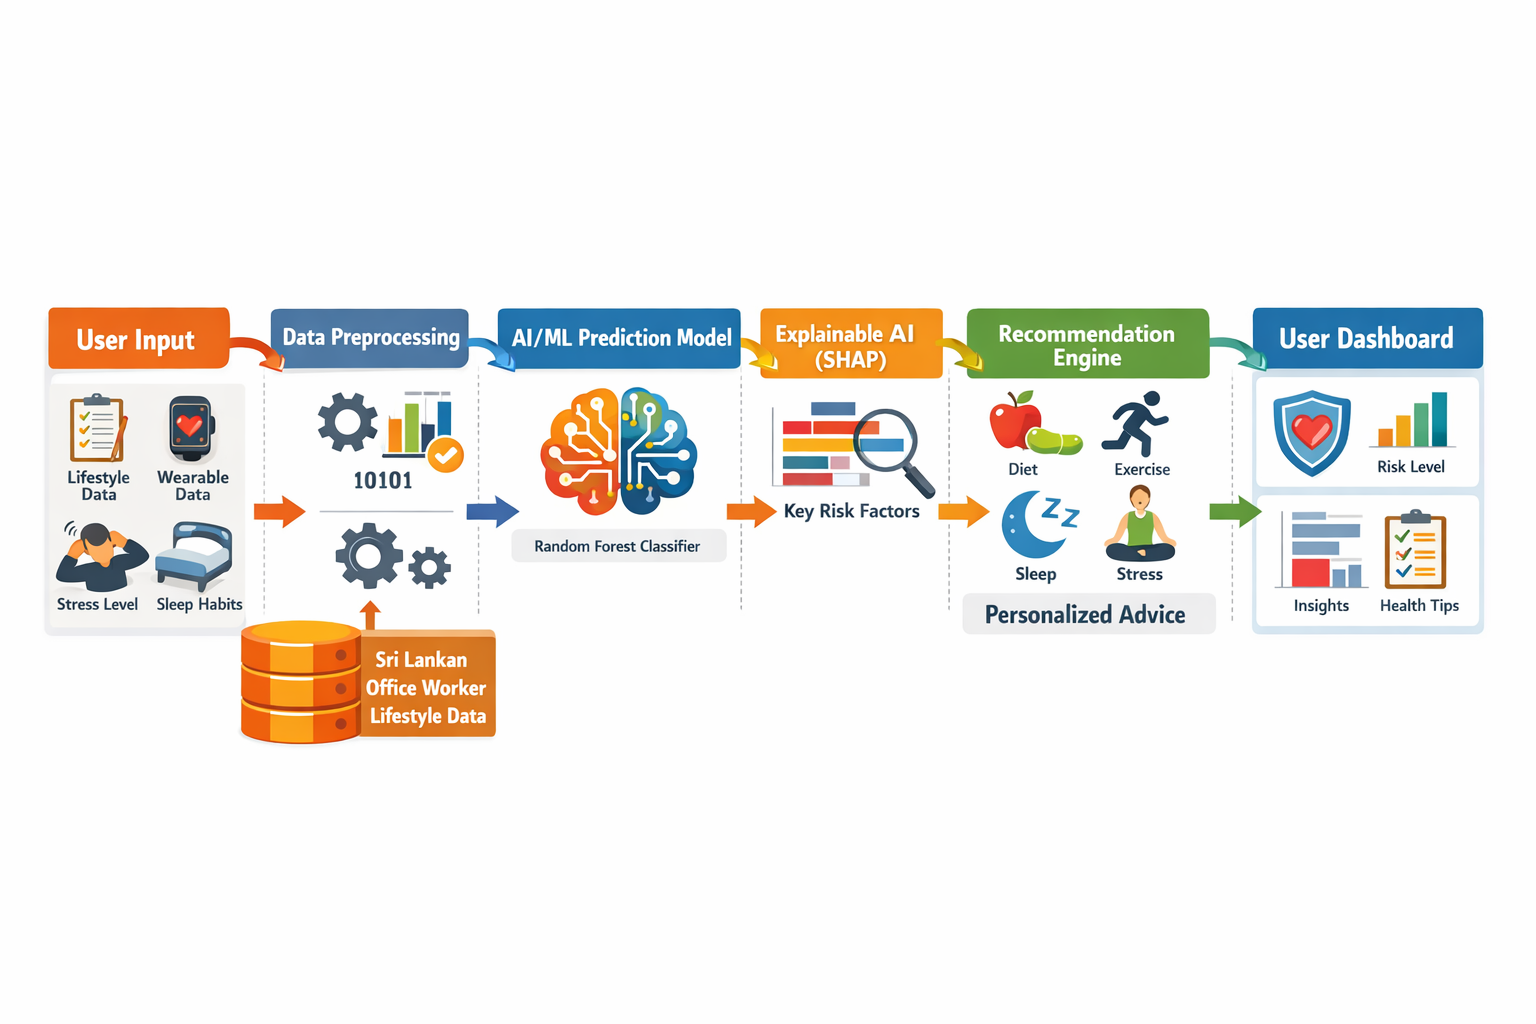 User Input
Data Preprocessing
AI/ML Prediction Model
Explainable AI
(SHAP)
Recommendation
Engine
User Dashboard
Lifestyle
Data
Wearable
Data
Stress Level
Sleep Habits
10101
Sri Lankan
Office Worker
Lifestyle Data
Random Forest Classifier
Key Risk Factors
Diet
Exercise
ZZ
ZZ
Sleep
Stress
Personalized Advice
Risk Level
Insights
Health Tips